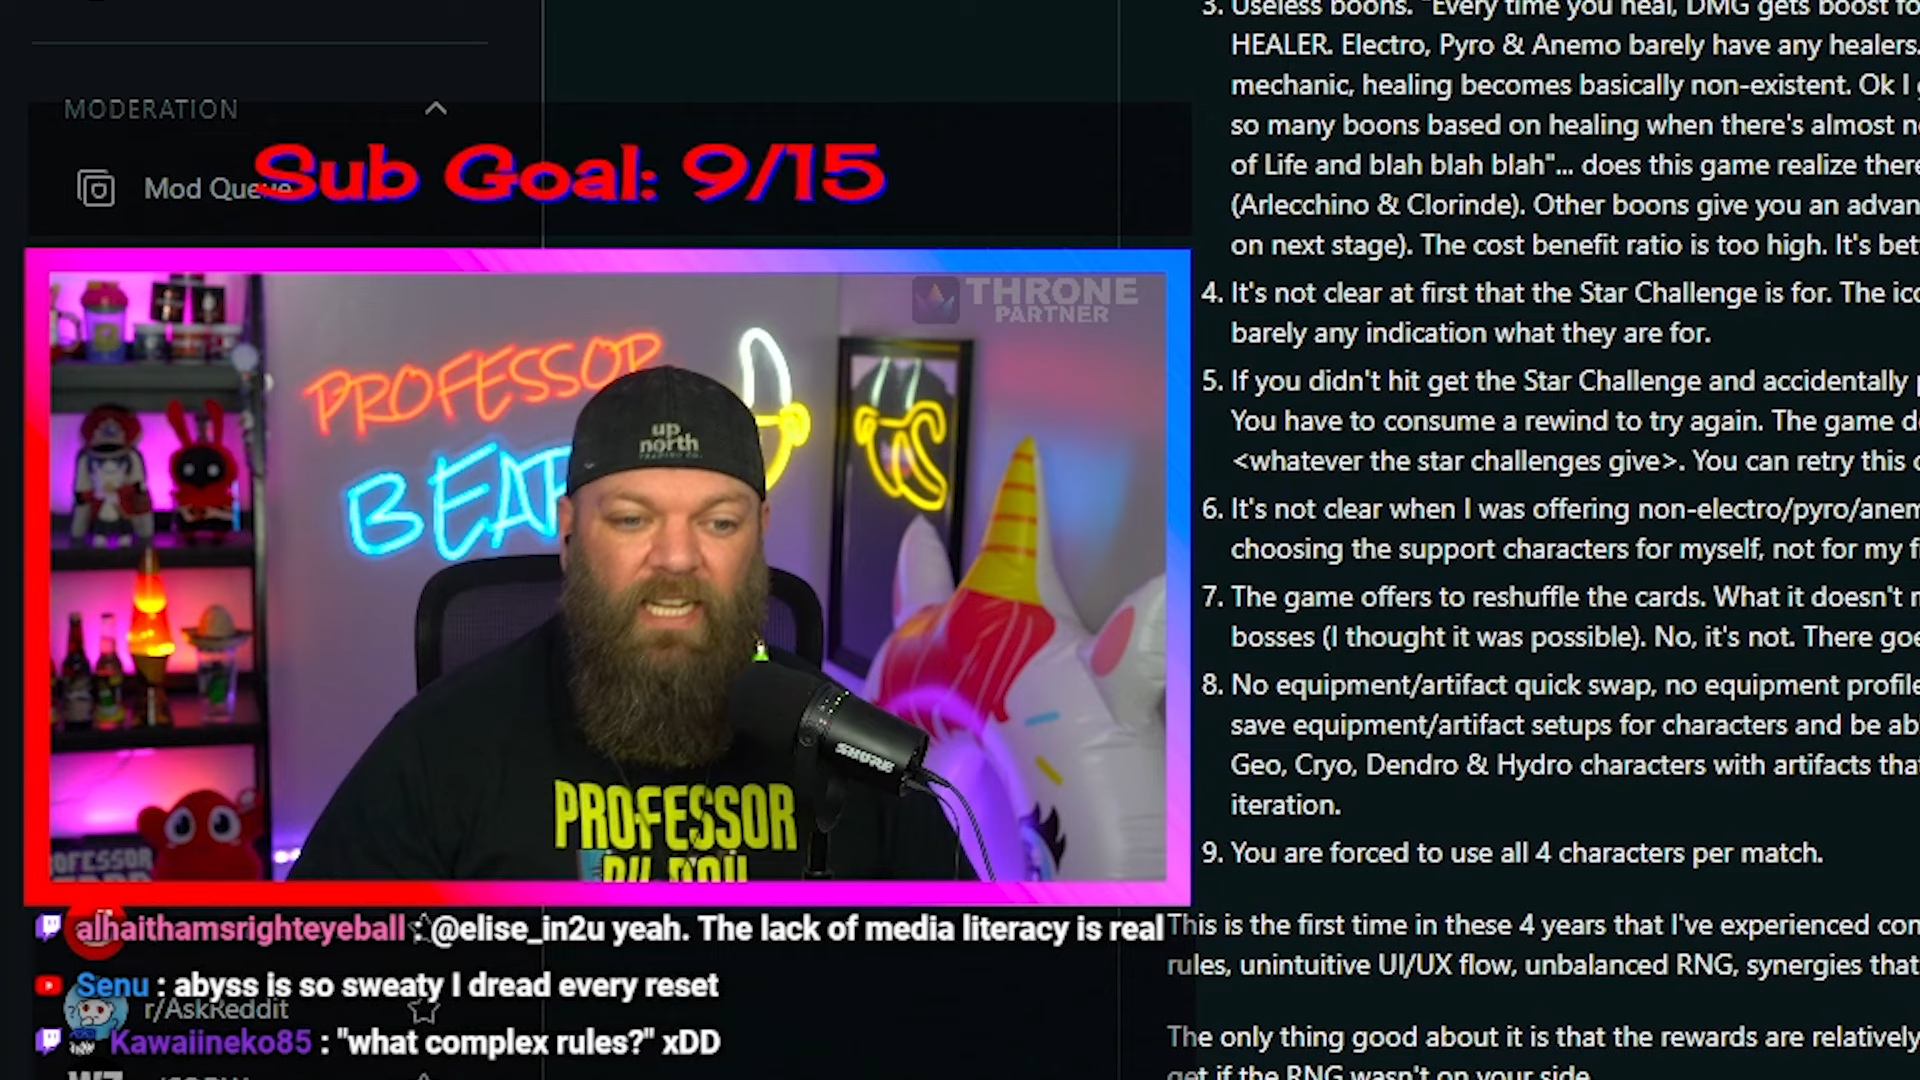 MODERATION
Mod Queue
Sub Goal: 9/15
THRONE
PARTNER
PROFESSOR
BEAR
up
north
SHURE
PROFESSOR
alhaithamsrighteyeball : @elise_in2u yeah. The lack of media literacy is real
Senu : abyss is so sweaty I dread every reset
r/AskReddit
Kawaiineko85 : "what complex rules?" xDD
3. Useless boons. "Every time you heal, DMG gets boost
HEALER. Electro, Pyro & Anemo barely have any healers.
mechanic, healing becomes basically non-existent. Ok I
so many boons based on healing when there's almost
of Life and blah blah blah"... does this game realize
(Arlecchino & Clorinde). Other boons give you an
on next stage). The cost benefit ratio is too high. It's
4. It's not clear at first that the Star Challenge is for. The
barely any indication what they are for.
5. If you didn't hit get the Star Challenge and accidentally
You have to consume a rewind to try again. The game
<whatever the star challenges give>. You can retry this
6. It's not clear when I was offering non-electro/pyro/
choosing the support characters for myself, not for my
7. The game offers to reshuffle the cards. What it doesn't
bosses (I thought it was possible). No, it's not. There
8. No equipment/artifact quick swap, no equipment
save equipment/artifact setups for characters and be
Geo, Cryo, Dendro & Hydro characters with artifacts
iteration.
9. You are forced to use all 4 characters per match.
This is the first time in these 4 years that I've experienced
rules, unintuitive UI/UX flow, unbalanced RNG, synergies
The only thing good about it is that the rewards are relatively
get if the RNG wasn't on your side.